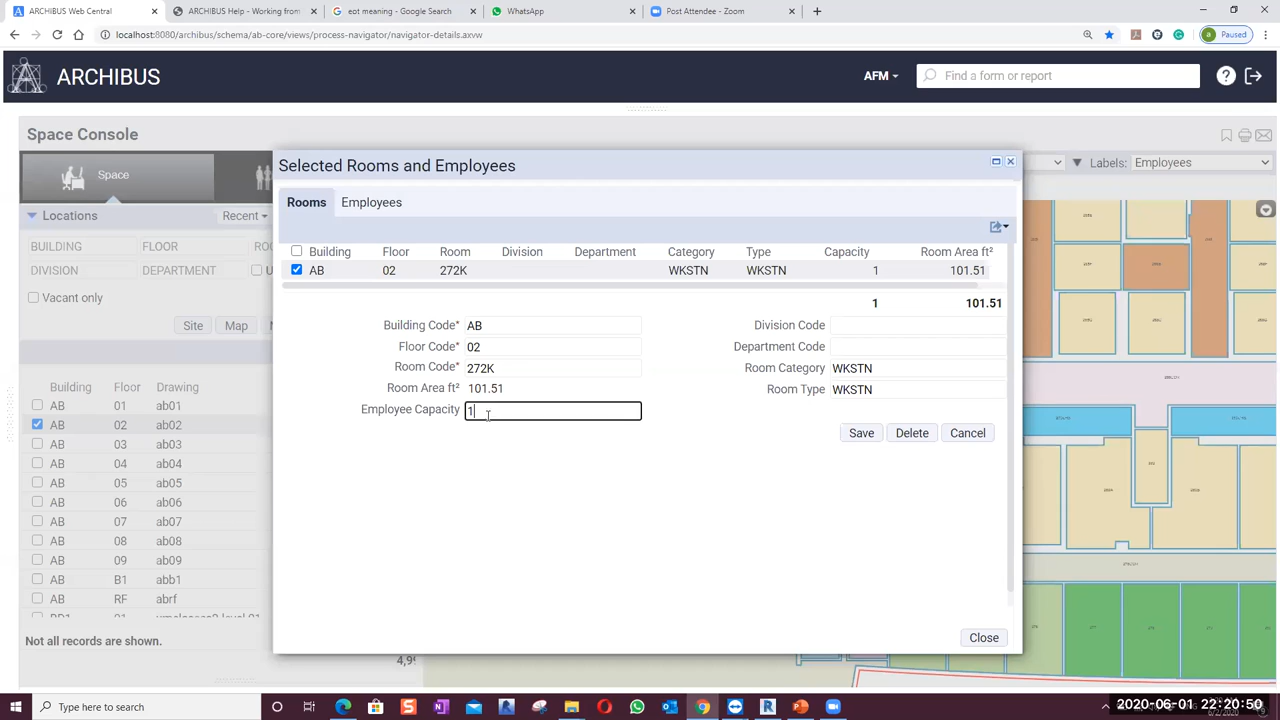 ARCHIBUS Web Central
ARCHIBUS Help - Working from
eot meaning - Google Search
WhatsApp
Post Attendee - Zoom
localhost:8080/archibus/schema/ab-core/views/process-navigator/navigator-details.axvw
Paused
ARCHIBUS
AFM
Find a form or report
Space Console
Space
Labels: Employees
Locations
Recent
BUILDING FLOOR
DIVISION DEPARTMENT
Vacant only
Site Map
Building Floor Drawing
AB 01 ab01
AB 02 ab02
AB 03 ab03
AB 04 ab04
AB 05 ab05
AB 06 ab06
AB 07 ab07
AB 08 ab08
AB 09 ab09
AB B1 abb1
AB RF abrf
Not all records are shown.
Selected Rooms and Employees
Rooms Employees
Building Floor Room Division Department Category Type Capacity Room Area ft²
AB 02 272K WKSTN WKSTN 1 101.51
1 101.51
Building Code* AB
Division Code
Floor Code* 02
Department Code
Room Code* 272K
Room Category WKSTN
Room Area ft² 101.51
Room Type WKSTN
Employee Capacity 1
Save Delete Cancel
Close
Type here to search
2020-06-01 22:20:50